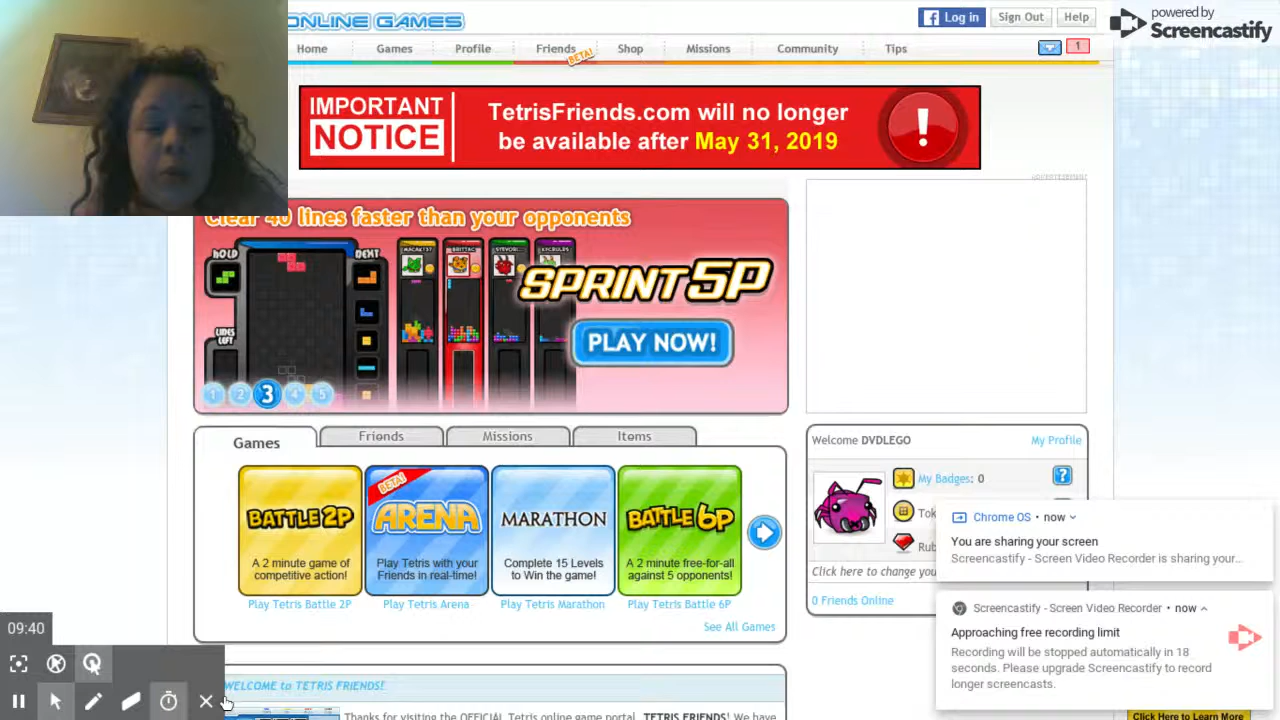 ONLINE GAMES
Log in
Sign Out
Help
powered by
Screencastify
Home
Games
Profile
Friends
BETA!
Shop
Missions
Community
Tips
1
IMPORTANT
NOTICE
TetrisFriends.com will no longer
be available after May 31, 2019
!
ADVERTISEMENT
Clear 40 lines faster than your opponents
HOLD
NEXT
LINES
LEFT
SPRINT 5P
PLAY NOW!
1 2 3 4 5
Games
Friends
Missions
Items
BATTLE 2P
A 2 minute game of
competitive action!
Play Tetris Battle 2P
BETA!
ARENA
Play Tetris with your
Friends in real-time!
Play Tetris Arena
MARATHON
Complete 15 Levels
to Win the game!
Play Tetris Marathon
BATTLE 6P
A 2 minute free-for-all
against 5 opponents!
Play Tetris Battle 6P
See All Games
Welcome DVDLEGO
My Profile
My Badges: 0
?
Tok
Rub
Click here to change you
0 Friends Online
Chrome OS • now
You are sharing your screen
Screencastify - Screen Video Recorder is sharing your...
Screencastify - Screen Video Recorder • now
Approaching free recording limit
Recording will be stopped automatically in 18
seconds. Please upgrade Screencastify to record
longer screencasts.
09:40
WELCOME to TETRIS FRIENDS!
Thanks for visiting the OFFICIAL Tetris online game portal, TETRIS FRIENDS! We have
Click Here to Learn More